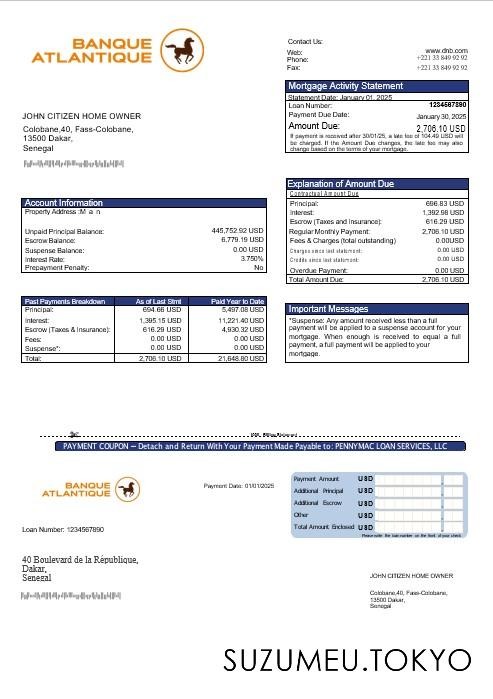 BANQUE
ATLANTIQUE
Contact Us:
Web: www.dnb.com
Phone: +221 33 849 92 92
Fax: +221 33 849 92 92
Mortgage Activity Statement
Statement Date: January 01, 2025
Loan Number: 1234567890
Payment Due Date: January 30, 2025
Amount Due: 2,706.10 USD
If payment is received after 30/01/25, a late fee of 104.49 USD will
be charged. If the Amount Due changes, the late fee may also
change based on the terms of your mortgage.
JOHN CITIZEN HOME OWNER
Colobane,40, Fass-Colobane,
13500 Dakar,
Senegal
Explanation of Amount Due
Contractual Amount Due
Principal: 696.83 USD
Interest: 1,392.98 USD
Escrow (Taxes and Insurance): 616.29 USD
Regular Monthly Payment: 2,706.10 USD
Fees & Charges (total outstanding) 0.00USD
Charges since last statement: 0.00 USD
Credits since last statement: 0.00 USD
Overdue Payment: 0.00 USD
Total Amount Due: 2,706.10 USD
Account Information
Property Address :M a n
Unpaid Principal Balance: 445,752.92 USD
Escrow Balance: 6,779.19 USD
Suspense Balance: 0.00 USD
Interest Rate: 3.750%
Prepayment Penalty: No
Past Payments Breakdown As of Last Stmt Paid Year to Date
Principal: 694.66 USD 5,497.08 USD
Interest: 1,395.15 USD 11,221.40 USD
Escrow (Taxes & Insurance): 616.29 USD 4,930.32 USD
Fees: 0.00 USD 0.00 USD
Suspense*: 0.00 USD 0.00 USD
Total: 2,706.10 USD 21,648.80 USD
Important Messages
*Suspense: Any amount received less than a full
payment will be applied to a suspense account for your
mortgage. When enough is received to equal a full
payment, a full payment will be applied to your
mortgage.
PAYMENT COUPON — Detach and Return With Your Payment Made Payable to: PENNYMAC LOAN SERVICES, LLC
BANQUE
ATLANTIQUE
Payment Date: 01/01/2025
Payment Amount USD
Additional Principal USD
Additional Escrow USD
Other USD
Total Amount Enclosed USD
Please write the loan number on the front of your check.
Loan Number: 1234567890
40 Boulevard de la République,
Dakar,
Senegal
JOHN CITIZEN HOME OWNER
Colobane,40, Fass-Colobane,
13500 Dakar,
Senegal
SUZUMEU.TOKYO